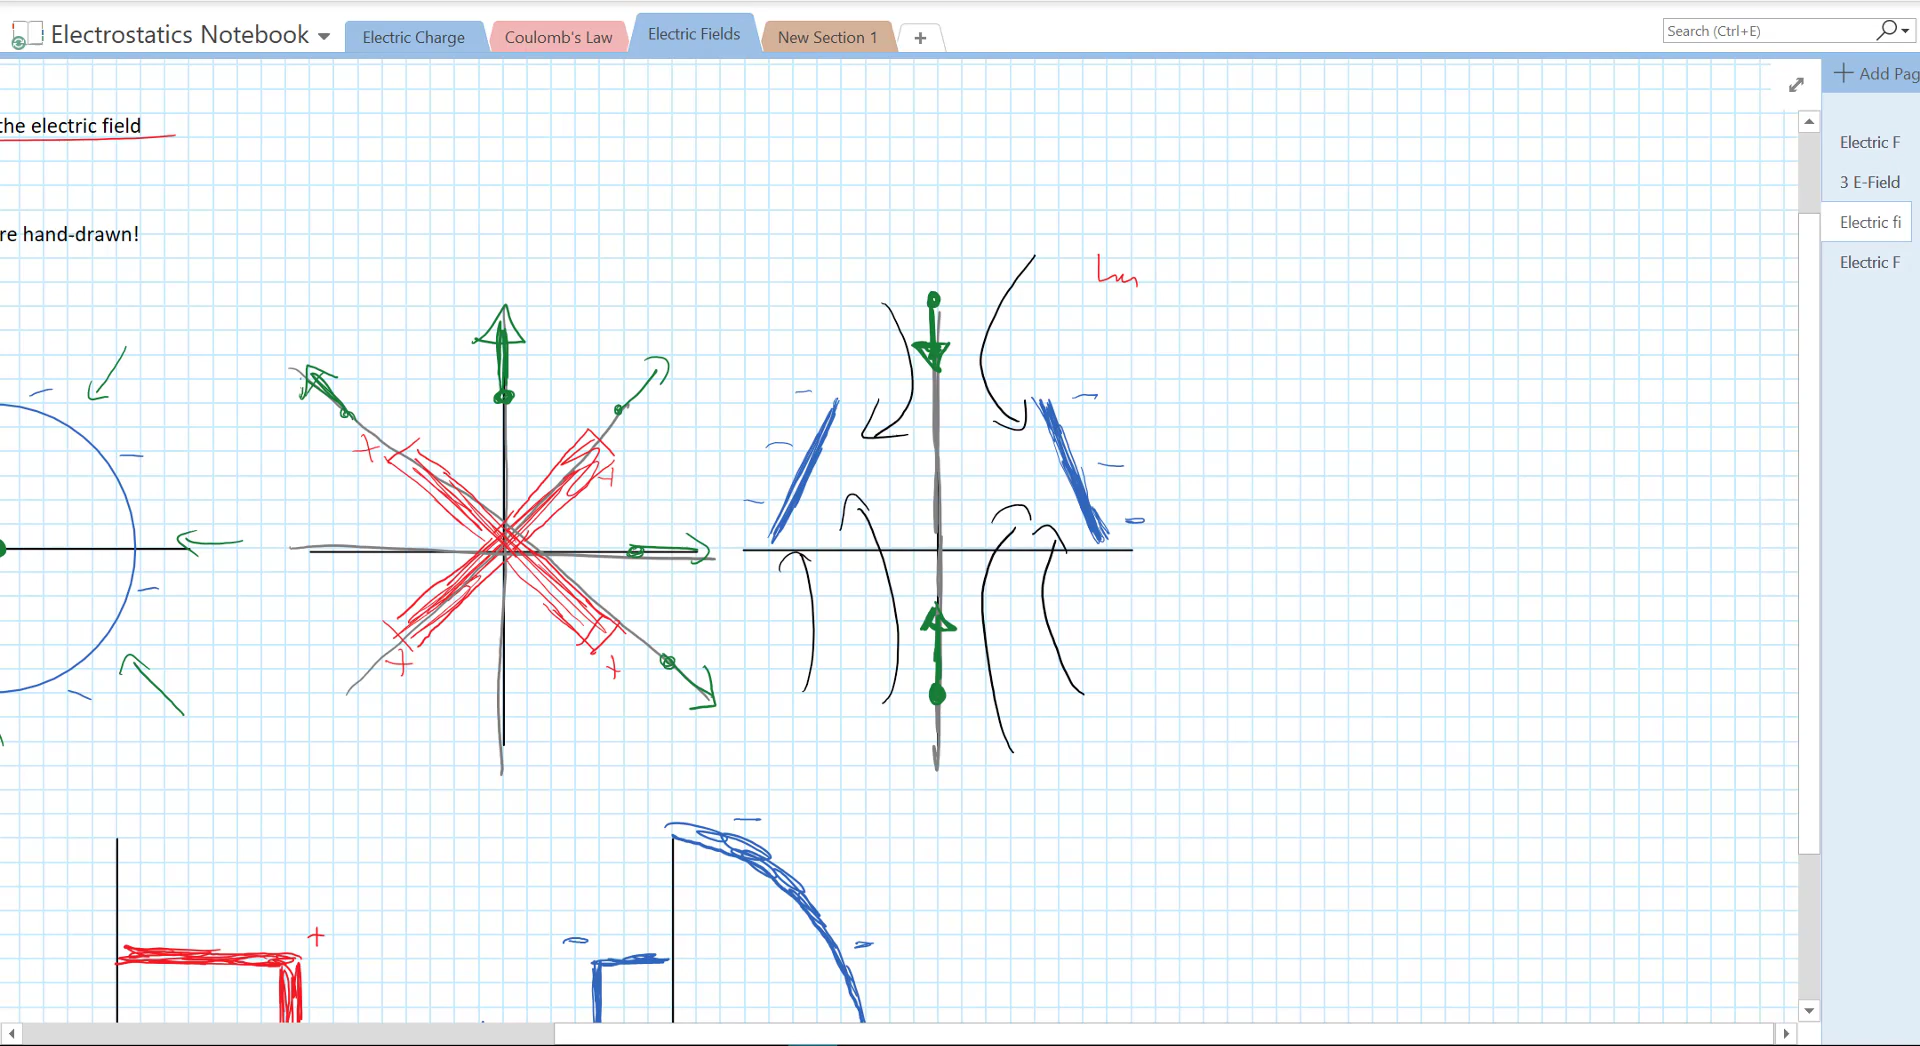 Electrostatics Notebook
Electric Charge
Coulomb's Law
Electric Fields
New Section 1
+
Search (Ctrl+E)
Add Pag
the electric field
re hand-drawn!
Electric F
3 E-Field
Electric fi
Electric F